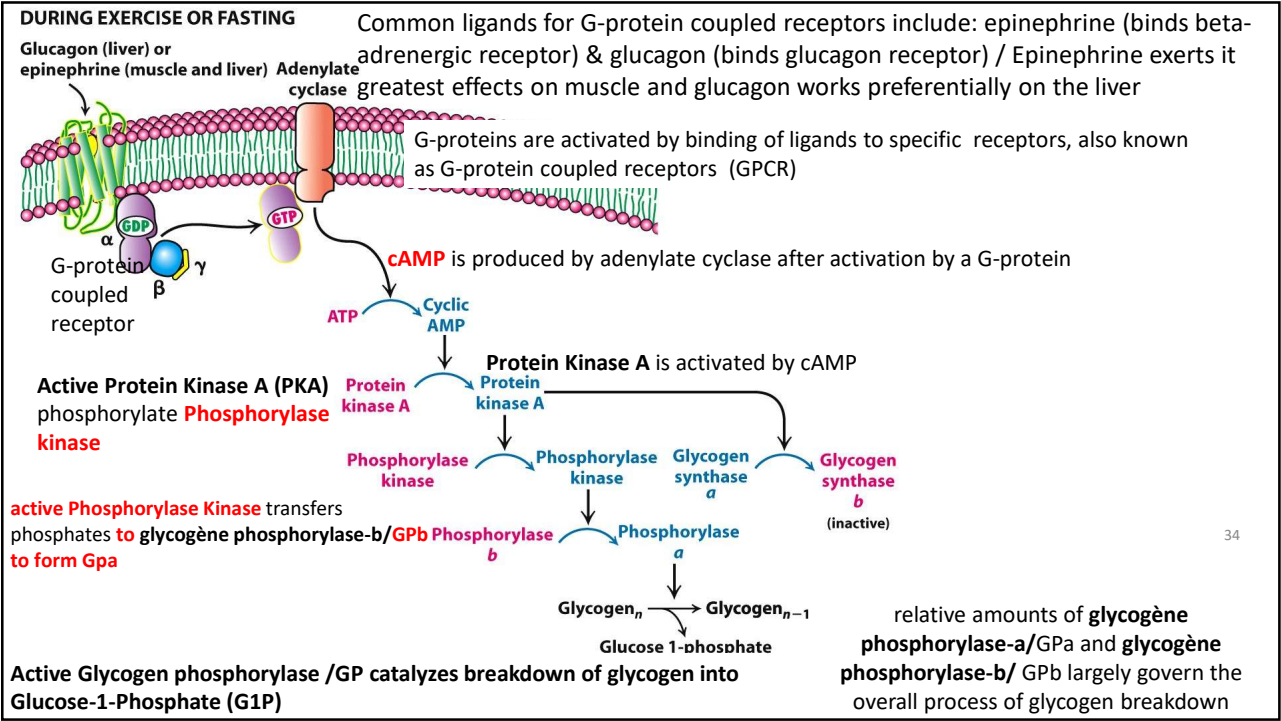 DURING EXERCISE OR FASTING
Glucagon (liver) or
epinephrine (muscle and liver)
Adenylate
cyclase
Common ligands for G-protein coupled receptors include: epinephrine (binds beta-
adrenergic receptor) & glucagon (binds glucagon receptor) / Epinephrine exerts it
greatest effects on muscle and glucagon works preferentially on the liver
G-proteins are activated by binding of ligands to specific receptors, also known
as G-protein coupled receptors (GPCR)
GDP
GTP
α
β
γ
G-protein
coupled
receptor
cAMP is produced by adenylate cyclase after activation by a G-protein
ATP
Cyclic
AMP
Protein Kinase A is activated by cAMP
Active Protein Kinase A (PKA)
phosphorylate Phosphorylase
kinase
Protein
kinase A
Protein
kinase A
Phosphorylase
kinase
Phosphorylase
kinase
Glycogen
synthase
a
Glycogen
synthase
b
(inactive)
active Phosphorylase Kinase transfers
phosphates to glycogène phosphorylase-b/GPb
to form Gpa
Phosphorylase
b
Phosphorylase
a
34
Glycogenₙ
Glycogenₙ₋₁
Glucose 1-phosphate
Active Glycogen phosphorylase /GP catalyzes breakdown of glycogen into
Glucose-1-Phosphate (G1P)
relative amounts of glycogène
phosphorylase-a/GPa and glycogène
phosphorylase-b/ GPb largely govern the
overall process of glycogen breakdown